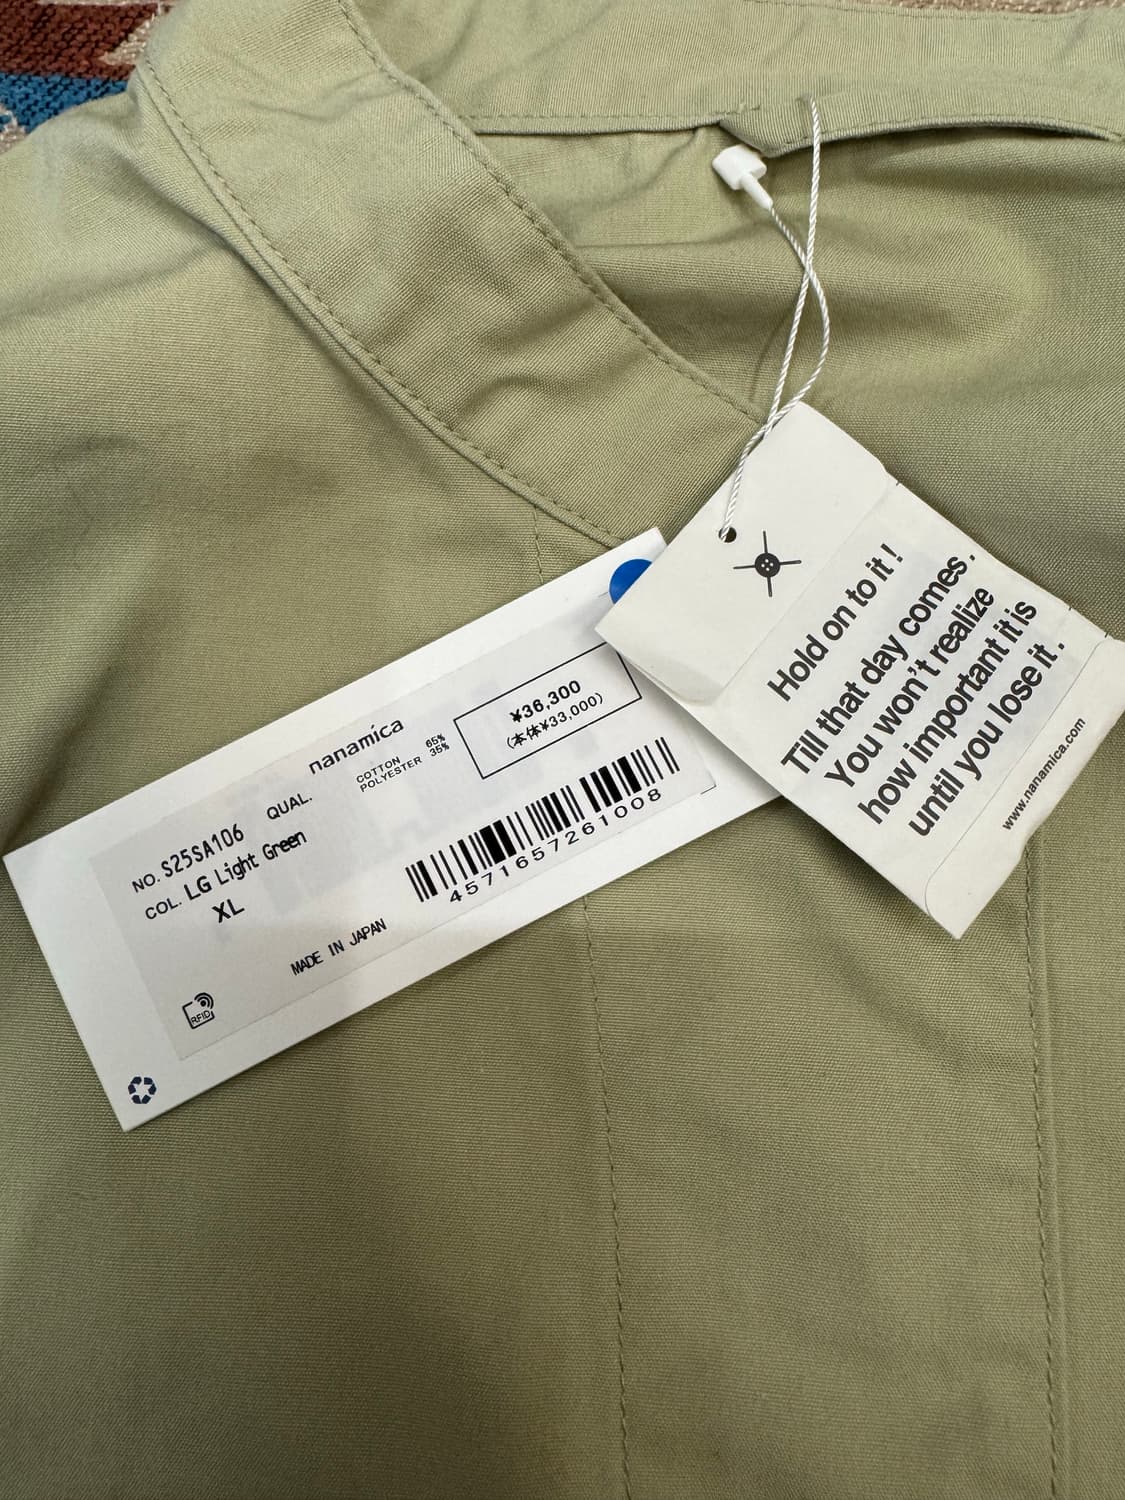 nanamica
NO. S25SA106
QUAL.
COTTON 65%
POLYESTER 35%
¥36,300
(本体¥33,000)
COL. LG Light Green
XL
4571657261008
MADE IN JAPAN
RFID
Hold on to it !
Till that day comes.
You won't realize
how important it is
until you lose it .
www.nanamica.com